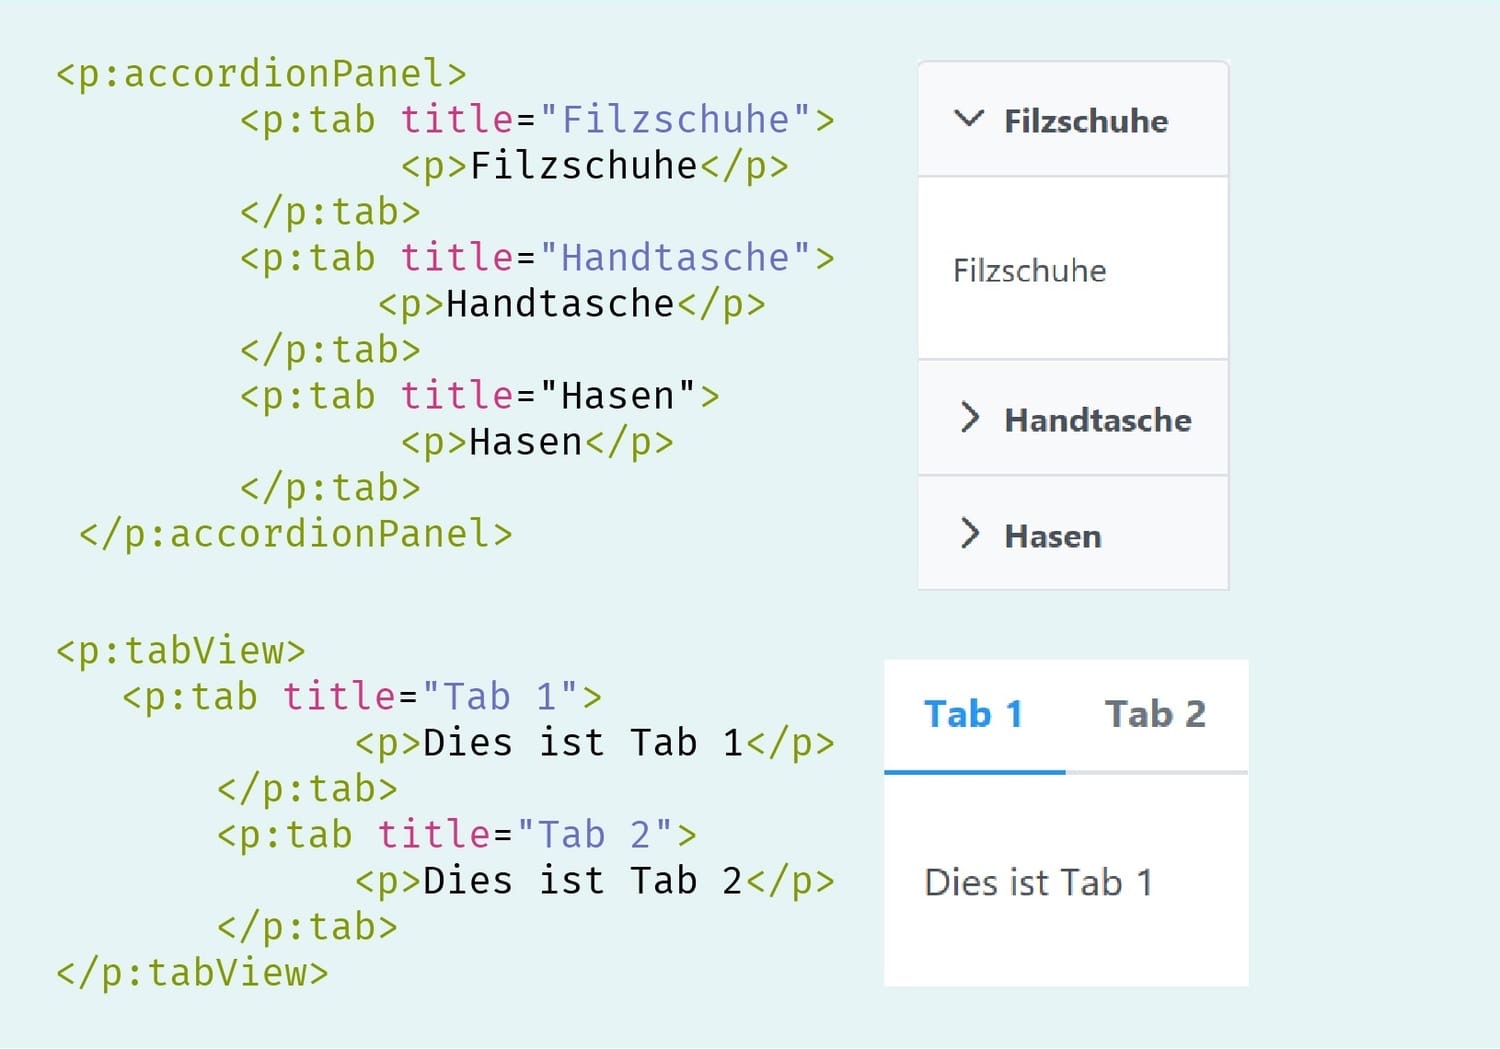 <p:accordionPanel>
<p:tab title="Filzschuhe">
<p>Filzschuhe</p>
</p:tab>
<p:tab title="Handtasche">
<p>Handtasche</p>
</p:tab>
<p:tab title="Hasen">
<p>Hasen</p>
</p:tab>
</p:accordionPanel>
Filzschuhe
Filzschuhe
Handtasche
Hasen
<p:tabView>
<p:tab title="Tab 1">
<p>Dies ist Tab 1</p>
</p:tab>
<p:tab title="Tab 2">
<p>Dies ist Tab 2</p>
</p:tab>
</p:tabView>
Tab 1 Tab 2
Dies ist Tab 1